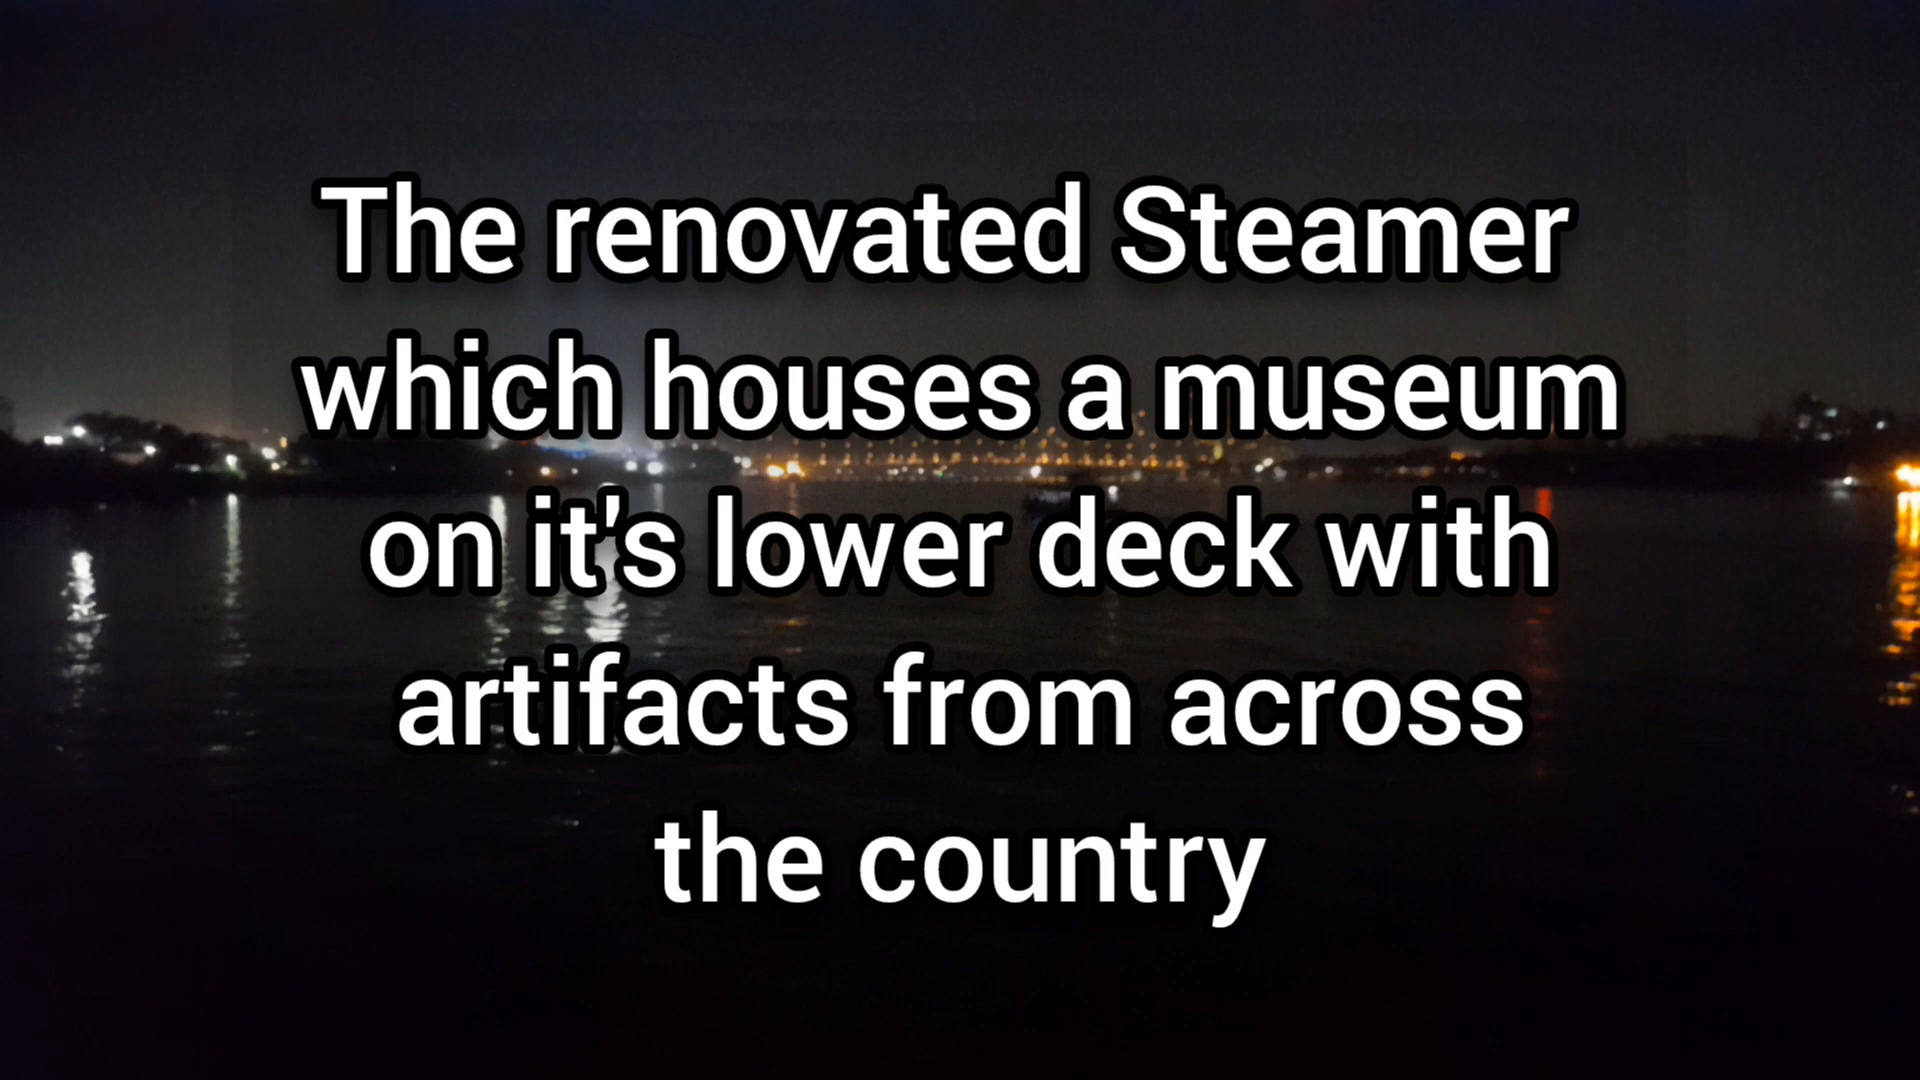 The renovated Steamer
which houses a museum
on it's lower deck with
artifacts from across
the country